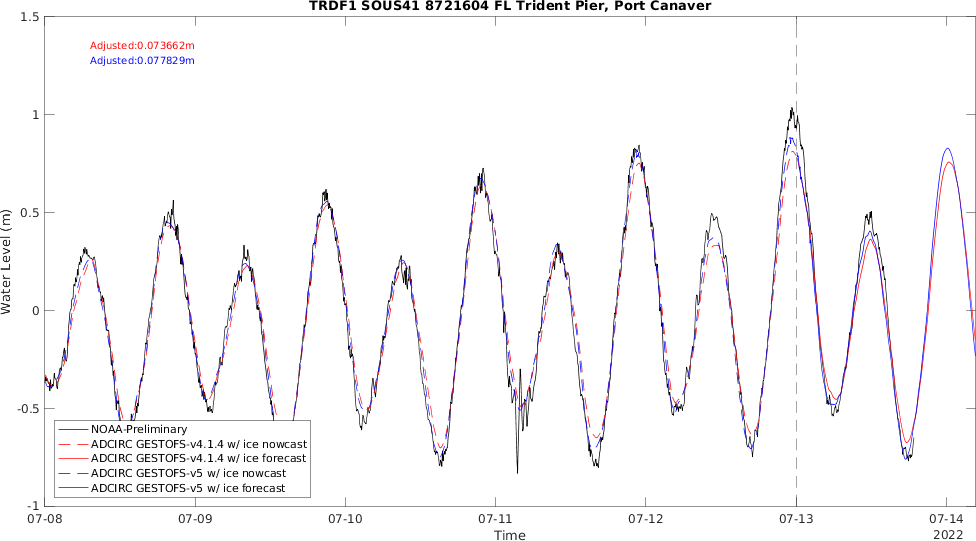 TRDF1 SOUS41 8721604 FL Trident Pier, Port Canaver
1.5
Adjusted:0.073662m
Adjusted:0.077829m
1
0.5
Water Level (m)
0
-0.5
NOAA-Preliminary
ADCIRC GESTOFS-v4.1.4 w/ ice nowcast
ADCIRC GESTOFS-v4.1.4 w/ ice forecast
ADCIRC GESTOFS-v5 w/ ice nowcast
ADCIRC GESTOFS-v5 w/ ice forecast
-1
07-08 07-09 07-10 07-11 07-12 07-13 07-14
Time
2022